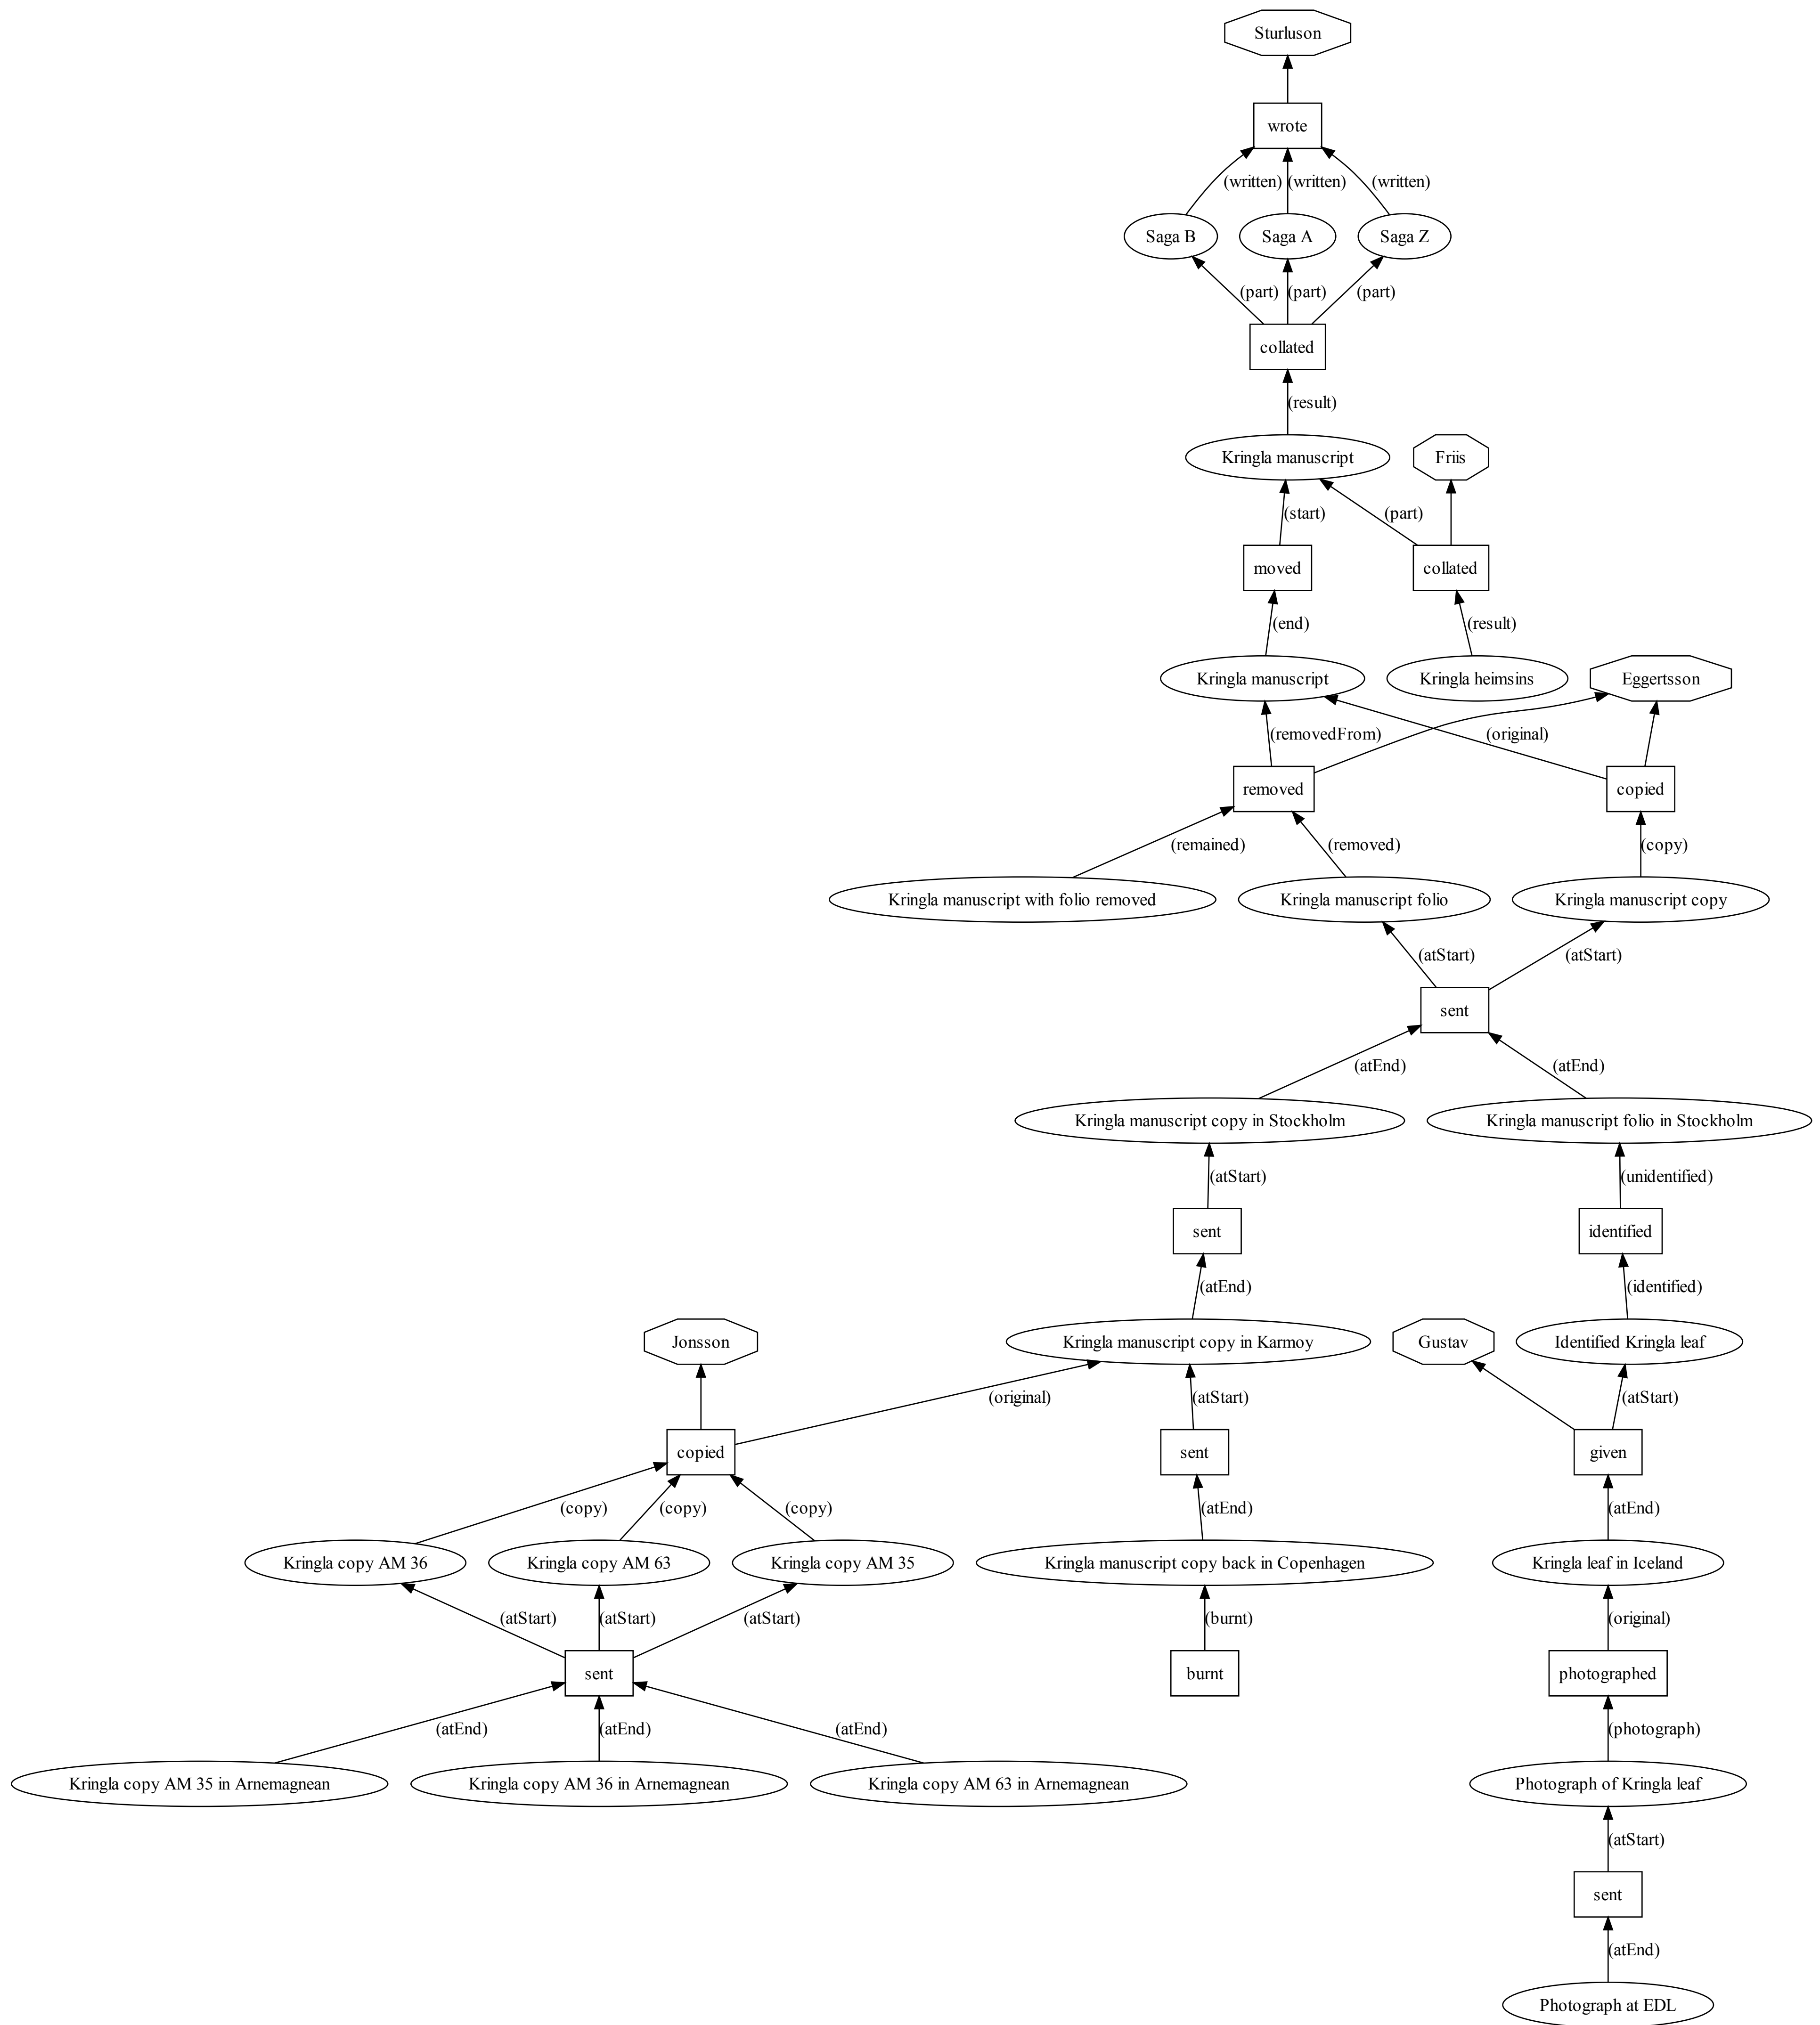 Sturluson
wrote
(written) (written) (written)
Saga B Saga A Saga Z
(part) (part) (part)
collated
(result)
Kringla manuscript Friis
(start) (part)
moved collated
(end) (result)
Kringla manuscript Kringla heimsins Eggertsson
(removedFrom) (original)
removed copied
(remained) (removed) (copy)
Kringla manuscript with folio removed Kringla manuscript folio Kringla manuscript copy
(atStart) (atStart)
sent
(atEnd) (atEnd)
Kringla manuscript copy in Stockholm Kringla manuscript folio in Stockholm
(atStart) (unidentified)
sent identified
(atEnd) (identified)
Jonsson Kringla manuscript copy in Karmoy Gustav Identified Kringla leaf
(original) (atStart) (atStart)
copied sent given
(copy) (copy) (copy) (atEnd) (atEnd)
Kringla copy AM 36 Kringla copy AM 63 Kringla copy AM 35 Kringla manuscript copy back in Copenhagen Kringla leaf in Iceland
(atStart) (atStart) (atStart) (burnt) (original)
sent burnt photographed
(atEnd) (atEnd) (atEnd) (photograph)
Kringla copy AM 35 in Arnemagnean Kringla copy AM 36 in Arnemagnean Kringla copy AM 63 in Arnemagnean Photograph of Kringla leaf
(atStart)
sent
(atEnd)
Photograph at EDL